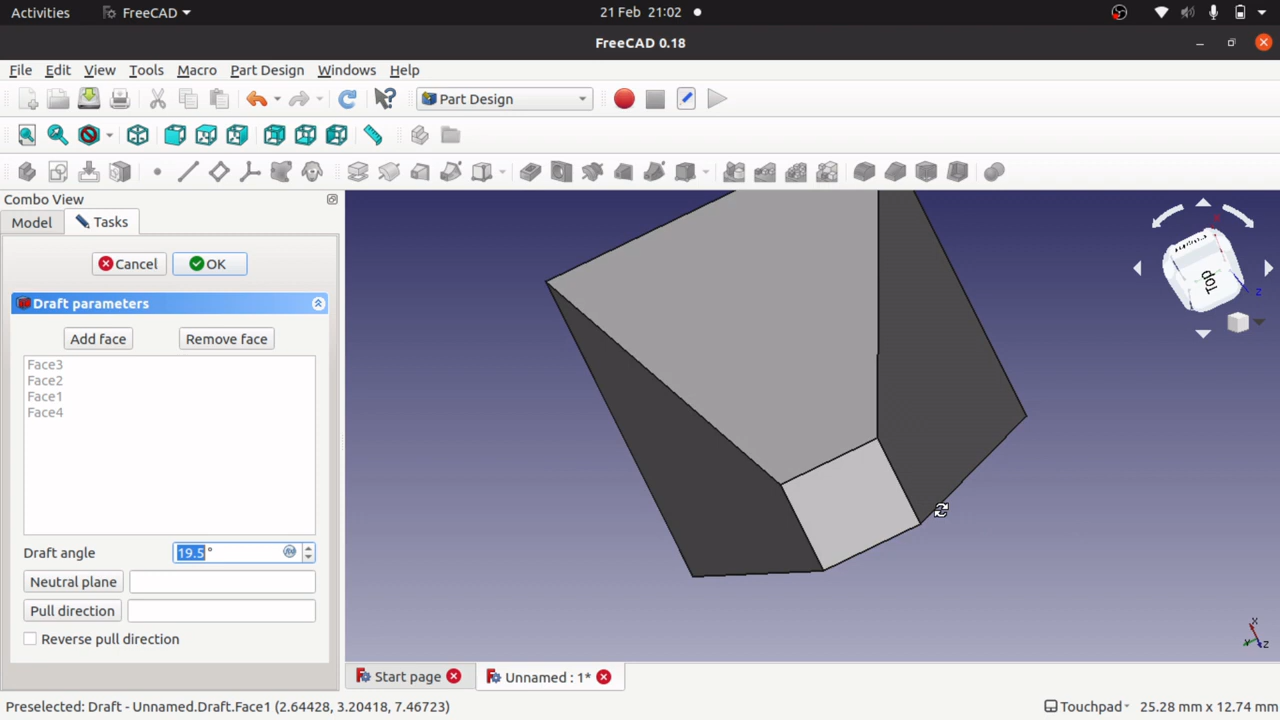 Activities FreeCAD 21 Feb 21:02
FreeCAD 0.18
File Edit View Tools Macro Part Design Windows Help
Part Design
Combo View
Model Tasks
Cancel OK
Draft parameters
Add face Remove face
Face3
Face2
Face1
Face4
Draft angle 19.5 °
Neutral plane
Pull direction
Reverse pull direction
Top
X
Z
X
Y
Z
Start page Unnamed : 1*
Preselected: Draft - Unnamed.Draft.Face1 (2.64428, 3.20418, 7.46723) Touchpad 25.28 mm x 12.74 mm